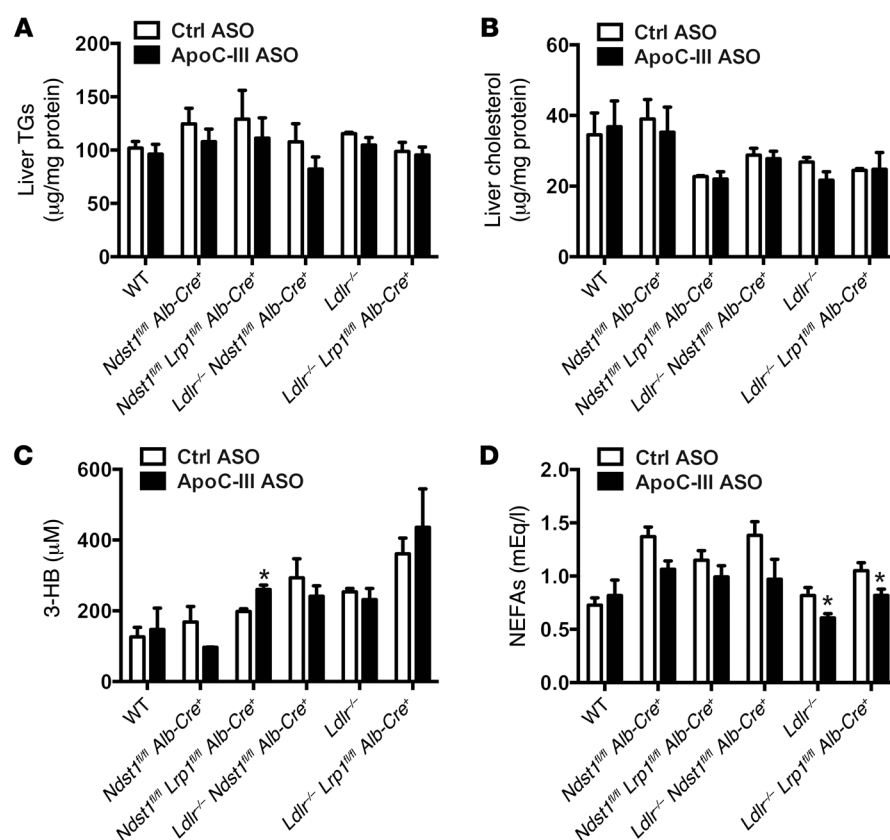 A
Ctrl ASO
ApoC-III ASO
Liver TGs
(μg/mg protein)
200
150
100
50
0
WT
Ndst1fl/fl Alb-Cre+
Ndst1fl/fl Lrp1fl/fl Alb-Cre+
Ldlr-/- Ndst1fl/fl Alb-Cre+
Ldlr-/-
Ldlr-/- Lrp1fl/fl Alb-Cre+
B
Ctrl ASO
ApoC-III ASO
Liver cholesterol
(μg/mg protein)
60
40
20
0
WT
Ndst1fl/fl Alb-Cre+
Ndst1fl/fl Lrp1fl/fl Alb-Cre+
Ldlr-/- Ndst1fl/fl Alb-Cre+
Ldlr-/-
Ldlr-/- Lrp1fl/fl Alb-Cre+
C
Ctrl ASO
ApoC-III ASO
3-HB (μM)
600
400
200
0
*
WT
Ndst1fl/fl Alb-Cre+
Ndst1fl/fl Lrp1fl/fl Alb-Cre+
Ldlr-/- Ndst1fl/fl Alb-Cre+
Ldlr-/-
Ldlr-/- Lrp1fl/fl Alb-Cre+
D
Ctrl ASO
ApoC-III ASO
NEFAs (mEq/l)
2.0
1.5
1.0
0.5
0.0
*
*
WT
Ndst1fl/fl Alb-Cre+
Ndst1fl/fl Lrp1fl/fl Alb-Cre+
Ldlr-/- Ndst1fl/fl Alb-Cre+
Ldlr-/-
Ldlr-/- Lrp1fl/fl Alb-Cre+